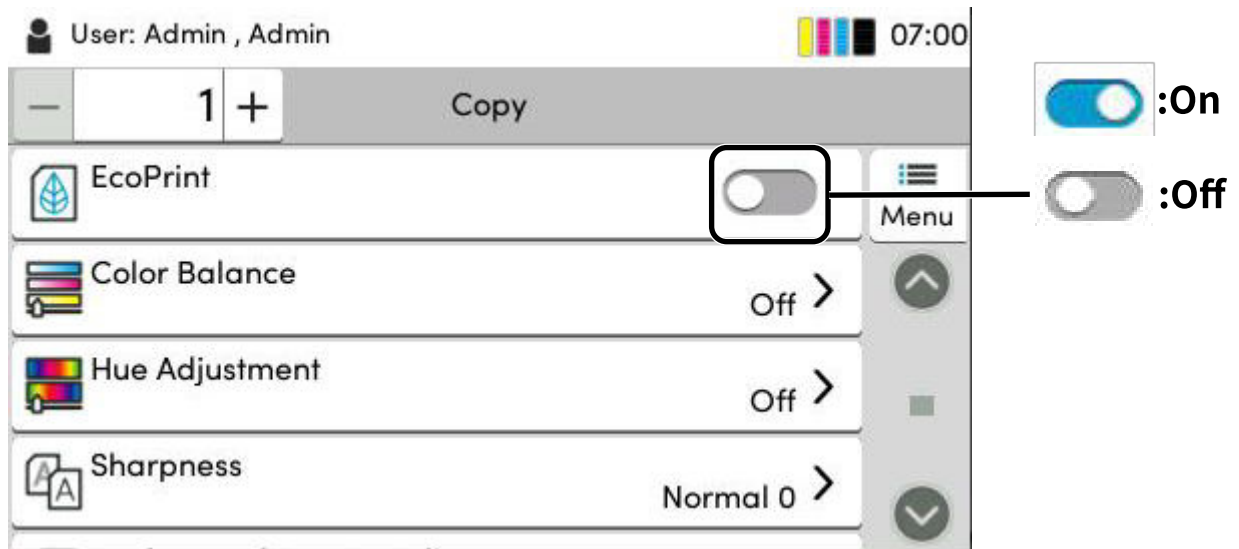 User: Admin , Admin
07:00
1
Copy
EcoPrint
Menu
Color Balance
Off
Hue Adjustment
Off
Sharpness
Normal 0
:On
:Off